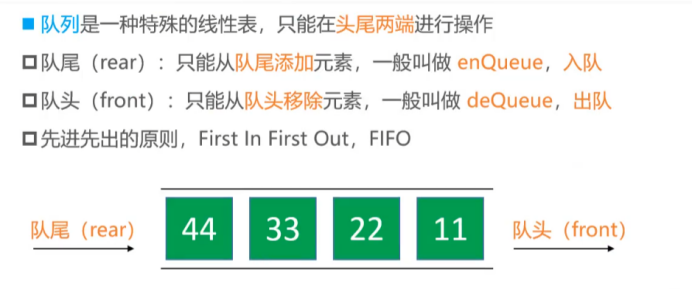 队列是一种特殊的线性表，只能在头尾两端进行操作
队尾（rear）：只能从队尾添加元素，一般叫做 enQueue，入队
队头（front）：只能从队头移除元素，一般叫做 deQueue，出队
先进先出的原则，First In First Out，FIFO
队尾（rear） 44 33 22 11 队头（front）